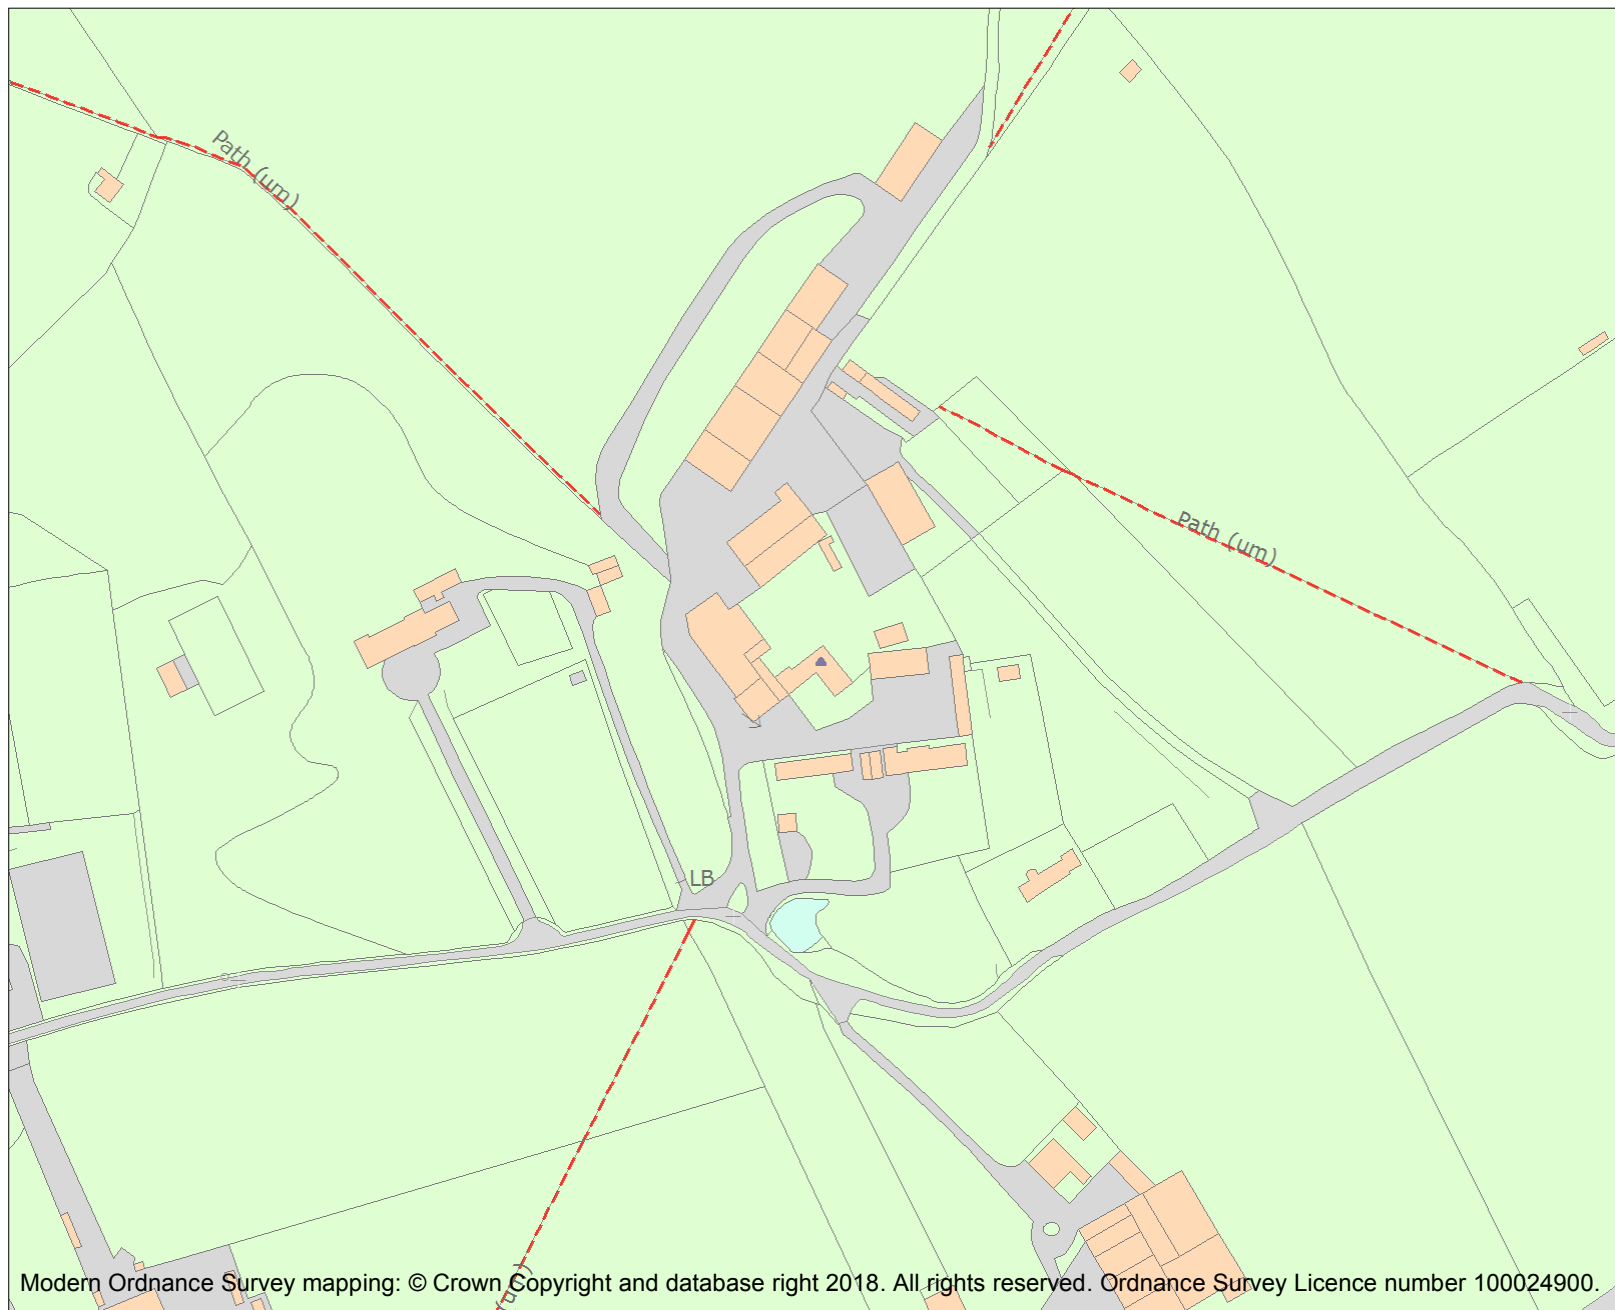 Path (um)
Path (um)
LB
(um)
Modern Ordnance Survey mapping: © Crown Copyright and database right 2018. All rights reserved. Ordnance Survey Licence number 100024900.